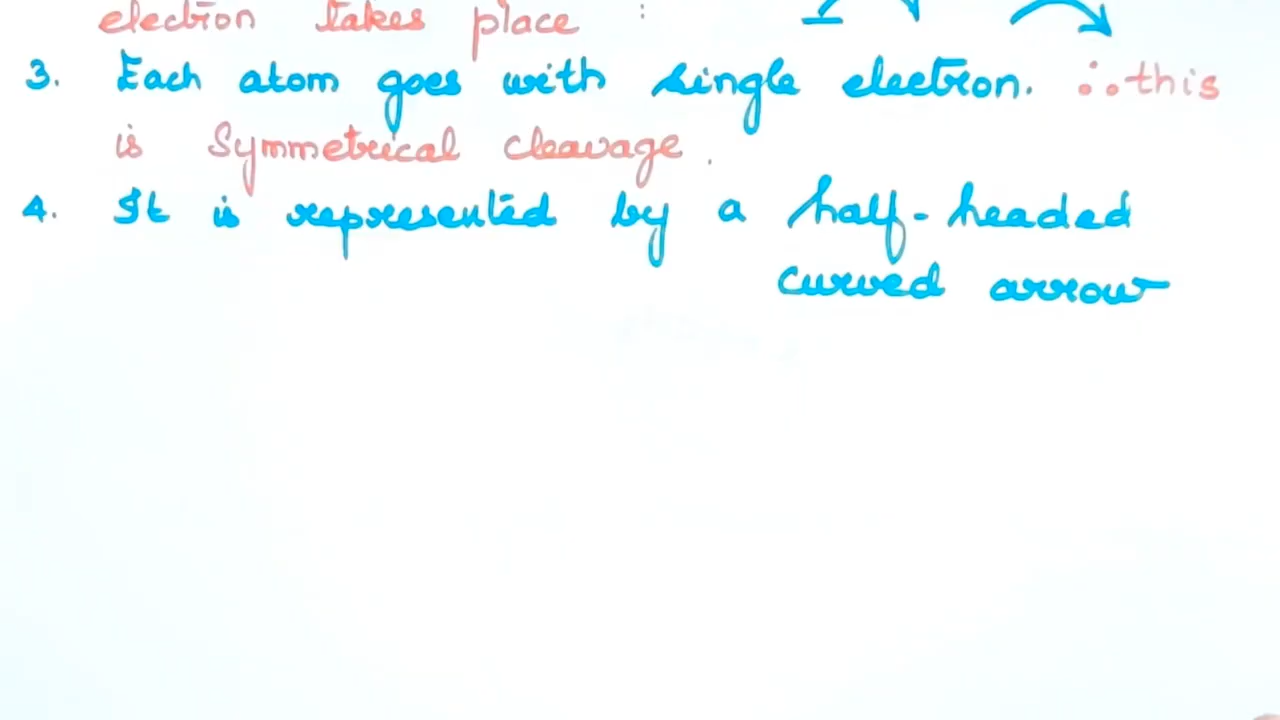 electron takes place :
3. Each atom goes with single electron. ∴ this
is Symmetrical cleavage.
4. It is represented by a half-headed
curved arrow